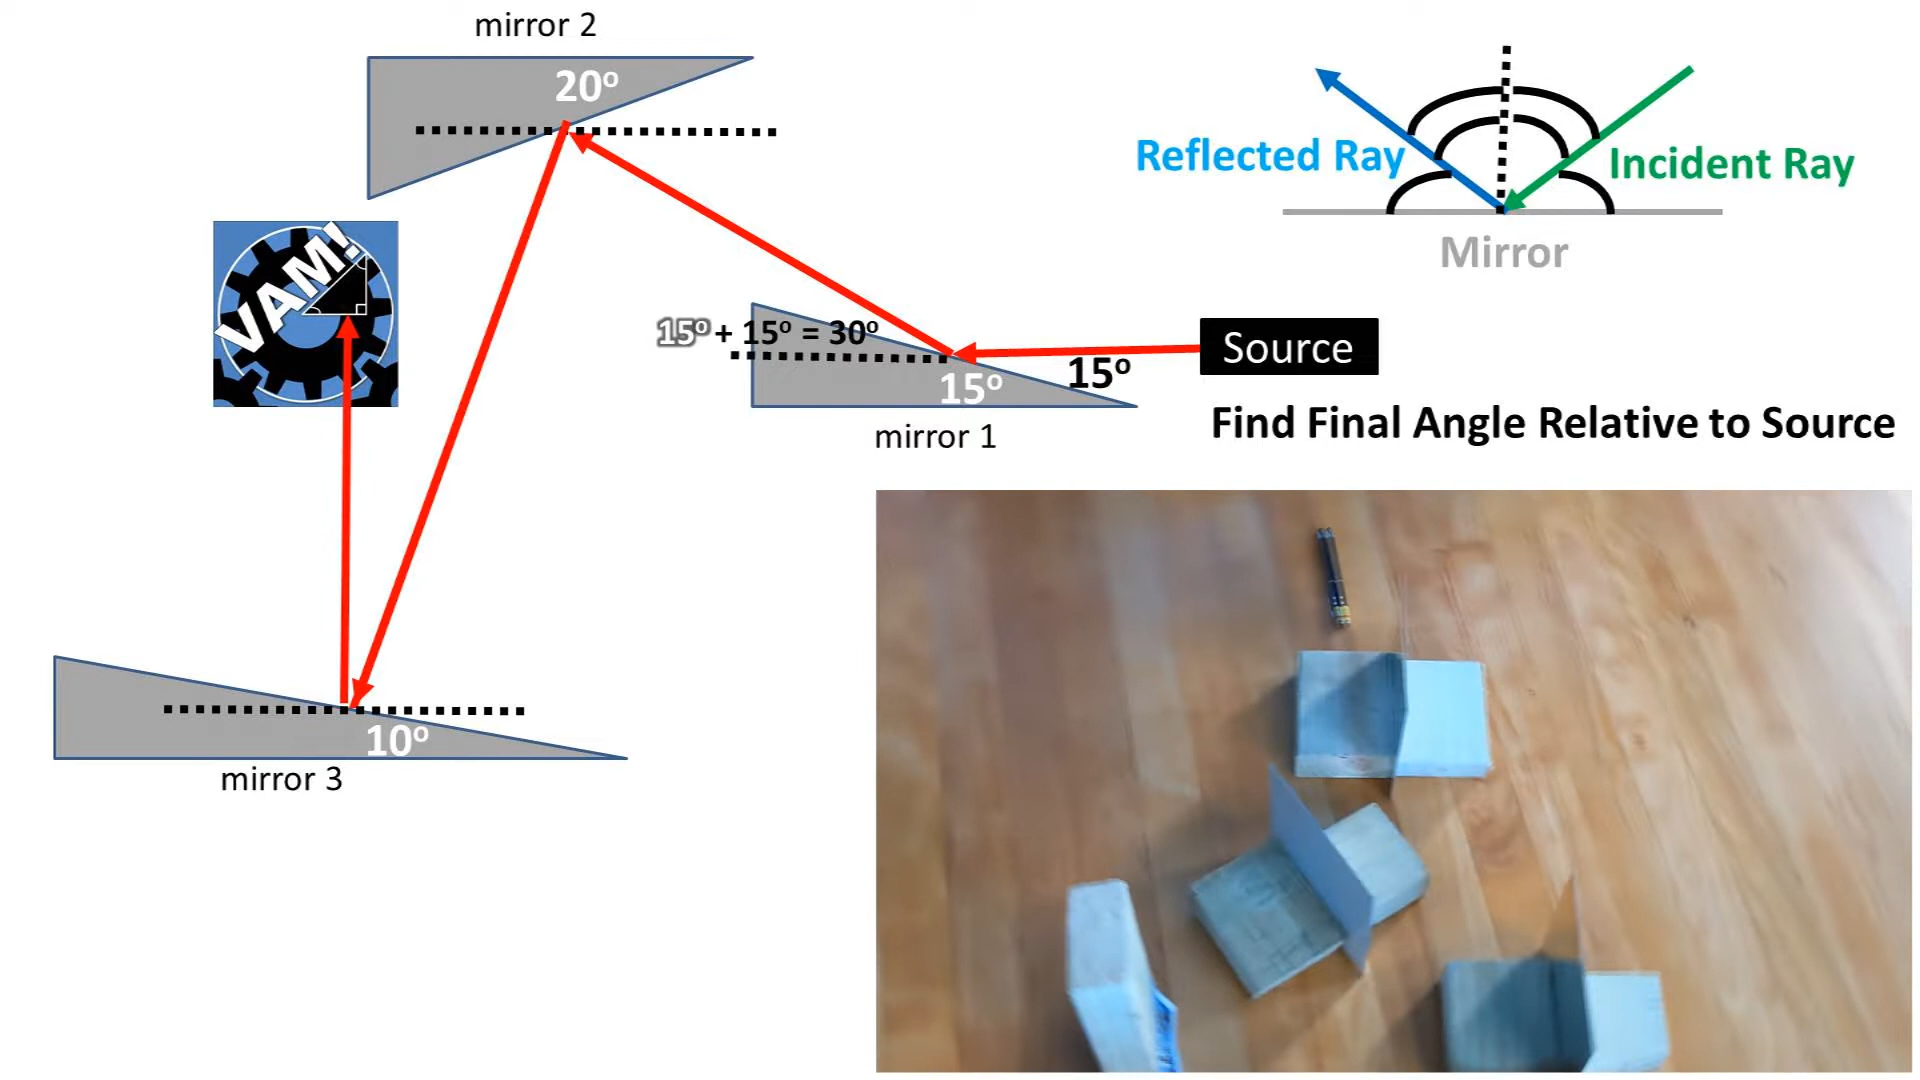 mirror 2
20º
VAM!
Reflected Ray
Incident Ray
Mirror
15º + 15º = 30º
15º
15º
Source
mirror 1
Find Final Angle Relative to Source
10º
mirror 3